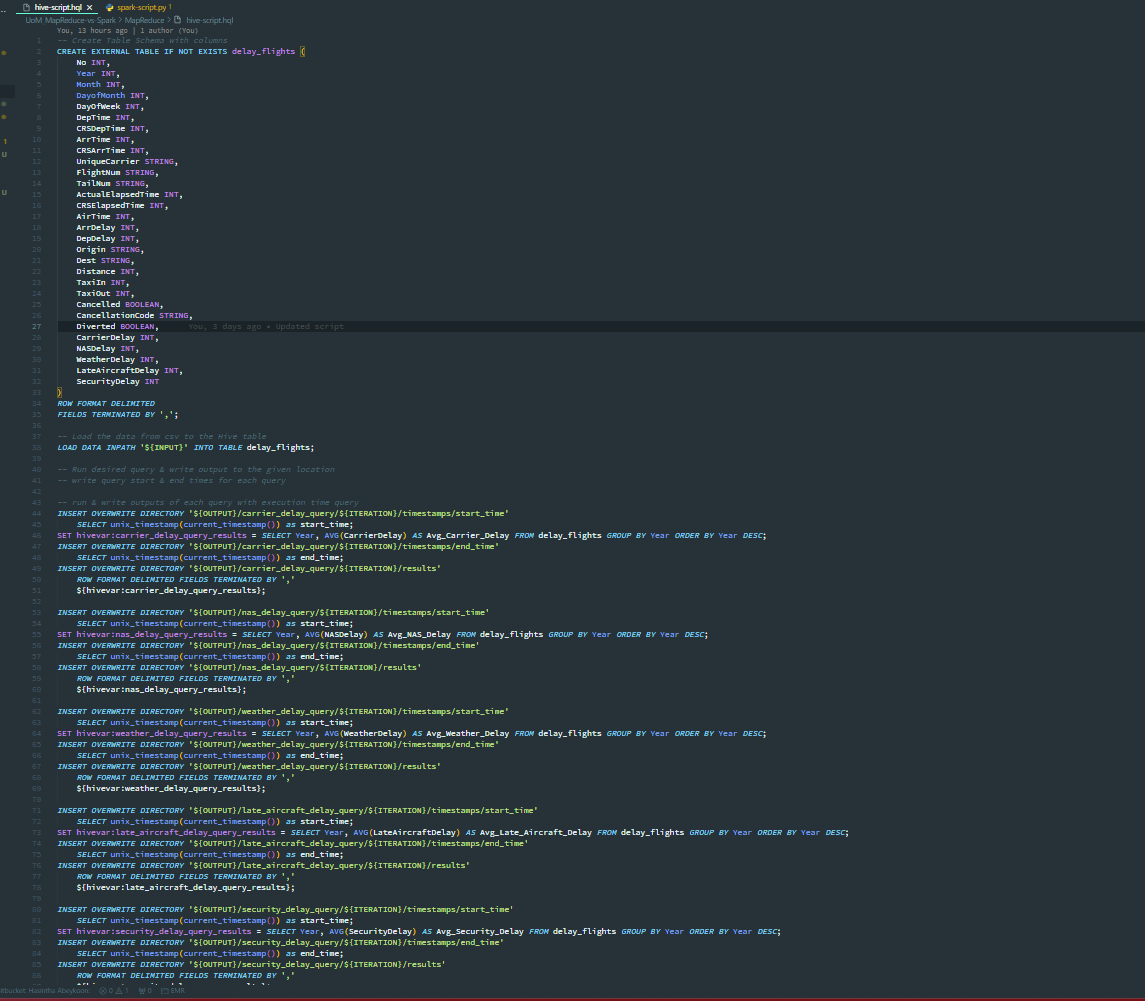 hive-script.hql ×   spark-script.py 1
UoM_MapReduce-vs-Spark > MapReduce > hive-script.hql
You, 13 hours ago | 1 author (You)
1 -- Create Table Schema with columns
2 CREATE EXTERNAL TABLE IF NOT EXISTS delay_flights (
3     No INT,
4     Year INT,
5     Month INT,
6     DayofMonth INT,
7     DayOfWeek INT,
8     DepTime INT,
9     CRSDepTime INT,
10     ArrTime INT,
11     CRSArrTime INT,
12     UniqueCarrier STRING,
13     FlightNum STRING,
14     TailNum STRING,
15     ActualElapsedTime INT,
16     CRSElapsedTime INT,
17     AirTime INT,
18     ArrDelay INT,
19     DepDelay INT,
20     Origin STRING,
21     Dest STRING,
22     Distance INT,
23     TaxiIn INT,
24     TaxiOut INT,
25     Cancelled BOOLEAN,
26     CancellationCode STRING,
27     Diverted BOOLEAN,     You, 3 days ago • Updated script
28     CarrierDelay INT,
29     NASDelay INT,
30     WeatherDelay INT,
31     LateAircraftDelay INT,
32     SecurityDelay INT
33 )
34 ROW FORMAT DELIMITED
35 FIELDS TERMINATED BY ',';
36
37 -- Load the data from csv to the Hive table
38 LOAD DATA INPATH '${INPUT}' INTO TABLE delay_flights;
39
40 -- Run desired query & write output to the given location
41 -- write query start & end times for each query
42
43 -- run & write outputs of each query with execution time query
44 INSERT OVERWRITE DIRECTORY '${OUTPUT}/carrier_delay_query/${ITERATION}/timestamps/start_time'
45     SELECT unix_timestamp(current_timestamp()) as start_time;
46 SET hivevar:carrier_delay_query_results = SELECT Year, AVG(CarrierDelay) AS Avg_Carrier_Delay FROM delay_flights GROUP BY Year ORDER BY Year DESC;
47 INSERT OVERWRITE DIRECTORY '${OUTPUT}/carrier_delay_query/${ITERATION}/timestamps/end_time'
48     SELECT unix_timestamp(current_timestamp()) as end_time;
49 INSERT OVERWRITE DIRECTORY '${OUTPUT}/carrier_delay_query/${ITERATION}/results'
50     ROW FORMAT DELIMITED FIELDS TERMINATED BY ','
51     ${hivevar:carrier_delay_query_results};
52
53 INSERT OVERWRITE DIRECTORY '${OUTPUT}/nas_delay_query/${ITERATION}/timestamps/start_time'
54     SELECT unix_timestamp(current_timestamp()) as start_time;
55 SET hivevar:nas_delay_query_results = SELECT Year, AVG(NASDelay) AS Avg_NAS_Delay FROM delay_flights GROUP BY Year ORDER BY Year DESC;
56 INSERT OVERWRITE DIRECTORY '${OUTPUT}/nas_delay_query/${ITERATION}/timestamps/end_time'
57     SELECT unix_timestamp(current_timestamp()) as end_time;
58 INSERT OVERWRITE DIRECTORY '${OUTPUT}/nas_delay_query/${ITERATION}/results'
59     ROW FORMAT DELIMITED FIELDS TERMINATED BY ','
60     ${hivevar:nas_delay_query_results};
61
62 INSERT OVERWRITE DIRECTORY '${OUTPUT}/weather_delay_query/${ITERATION}/timestamps/start_time'
63     SELECT unix_timestamp(current_timestamp()) as start_time;
64 SET hivevar:weather_delay_query_results = SELECT Year, AVG(WeatherDelay) AS Avg_Weather_Delay FROM delay_flights GROUP BY Year ORDER BY Year DESC;
65 INSERT OVERWRITE DIRECTORY '${OUTPUT}/weather_delay_query/${ITERATION}/timestamps/end_time'
66     SELECT unix_timestamp(current_timestamp()) as end_time;
67 INSERT OVERWRITE DIRECTORY '${OUTPUT}/weather_delay_query/${ITERATION}/results'
68     ROW FORMAT DELIMITED FIELDS TERMINATED BY ','
69     ${hivevar:weather_delay_query_results};
70
71 INSERT OVERWRITE DIRECTORY '${OUTPUT}/late_aircraft_delay_query/${ITERATION}/timestamps/start_time'
72     SELECT unix_timestamp(current_timestamp()) as start_time;
73 SET hivevar:late_aircraft_delay_query_results = SELECT Year, AVG(LateAircraftDelay) AS Avg_Late_Aircraft_Delay FROM delay_flights GROUP BY Year ORDER BY Year DESC;
74 INSERT OVERWRITE DIRECTORY '${OUTPUT}/late_aircraft_delay_query/${ITERATION}/timestamps/end_time'
75     SELECT unix_timestamp(current_timestamp()) as end_time;
76 INSERT OVERWRITE DIRECTORY '${OUTPUT}/late_aircraft_delay_query/${ITERATION}/results'
77     ROW FORMAT DELIMITED FIELDS TERMINATED BY ','
78     ${hivevar:late_aircraft_delay_query_results};
79
80 INSERT OVERWRITE DIRECTORY '${OUTPUT}/security_delay_query/${ITERATION}/timestamps/start_time'
81     SELECT unix_timestamp(current_timestamp()) as start_time;
82 SET hivevar:security_delay_query_results = SELECT Year, AVG(SecurityDelay) AS Avg_Security_Delay FROM delay_flights GROUP BY Year ORDER BY Year DESC;
83 INSERT OVERWRITE DIRECTORY '${OUTPUT}/security_delay_query/${ITERATION}/timestamps/end_time'
84     SELECT unix_timestamp(current_timestamp()) as end_time;
85 INSERT OVERWRITE DIRECTORY '${OUTPUT}/security_delay_query/${ITERATION}/results'
86     ROW FORMAT DELIMITED FIELDS TERMINATED BY ','
Hasintha Abeykoon 0 1 0 EMR